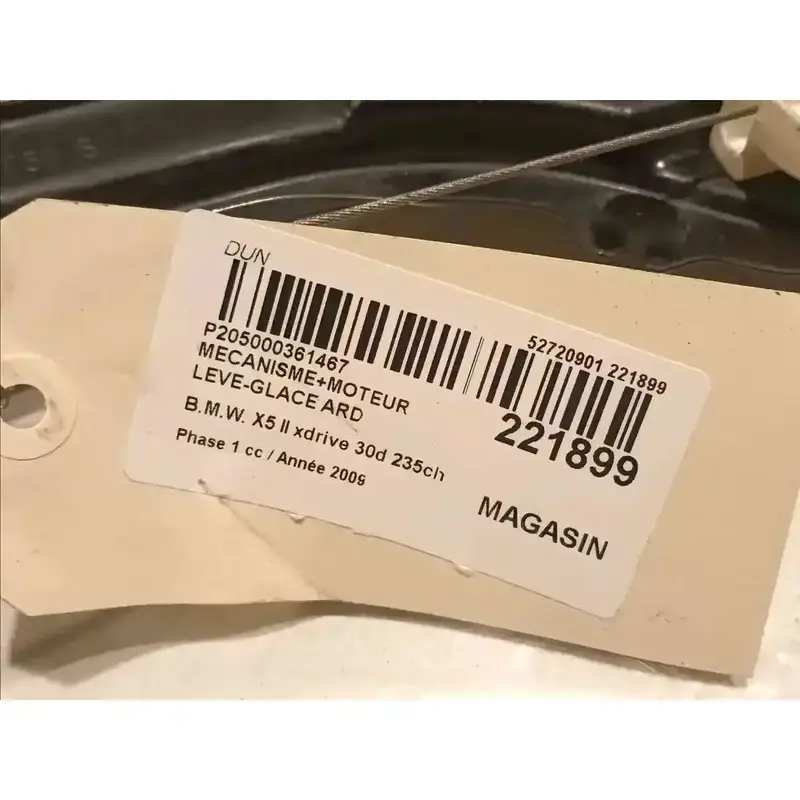 DUN
P205000361467
52720901 221899
MECANISME+MOTEUR
LEVE-GLACE ARD
221899
B.M.W. X5 II xdrive 30d 235ch
Phase 1 cc / Année 2009
MAGASIN